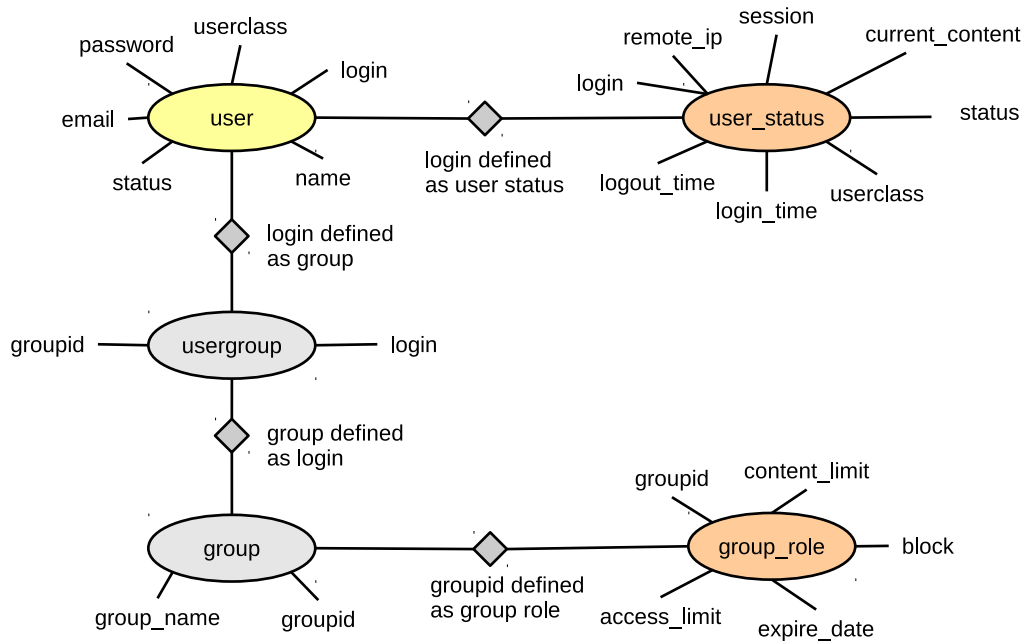 userclass
session
password
remote_ip
current_content
login
login
email
user
user_status
status
login defined
as user status
status
name
logout_time
userclass
login_time
login defined
as group
groupid
usergroup
login
group defined
as login
groupid
content_limit
group
group_role
block
groupid defined
as group role
group_name
groupid
access_limit
expire_date